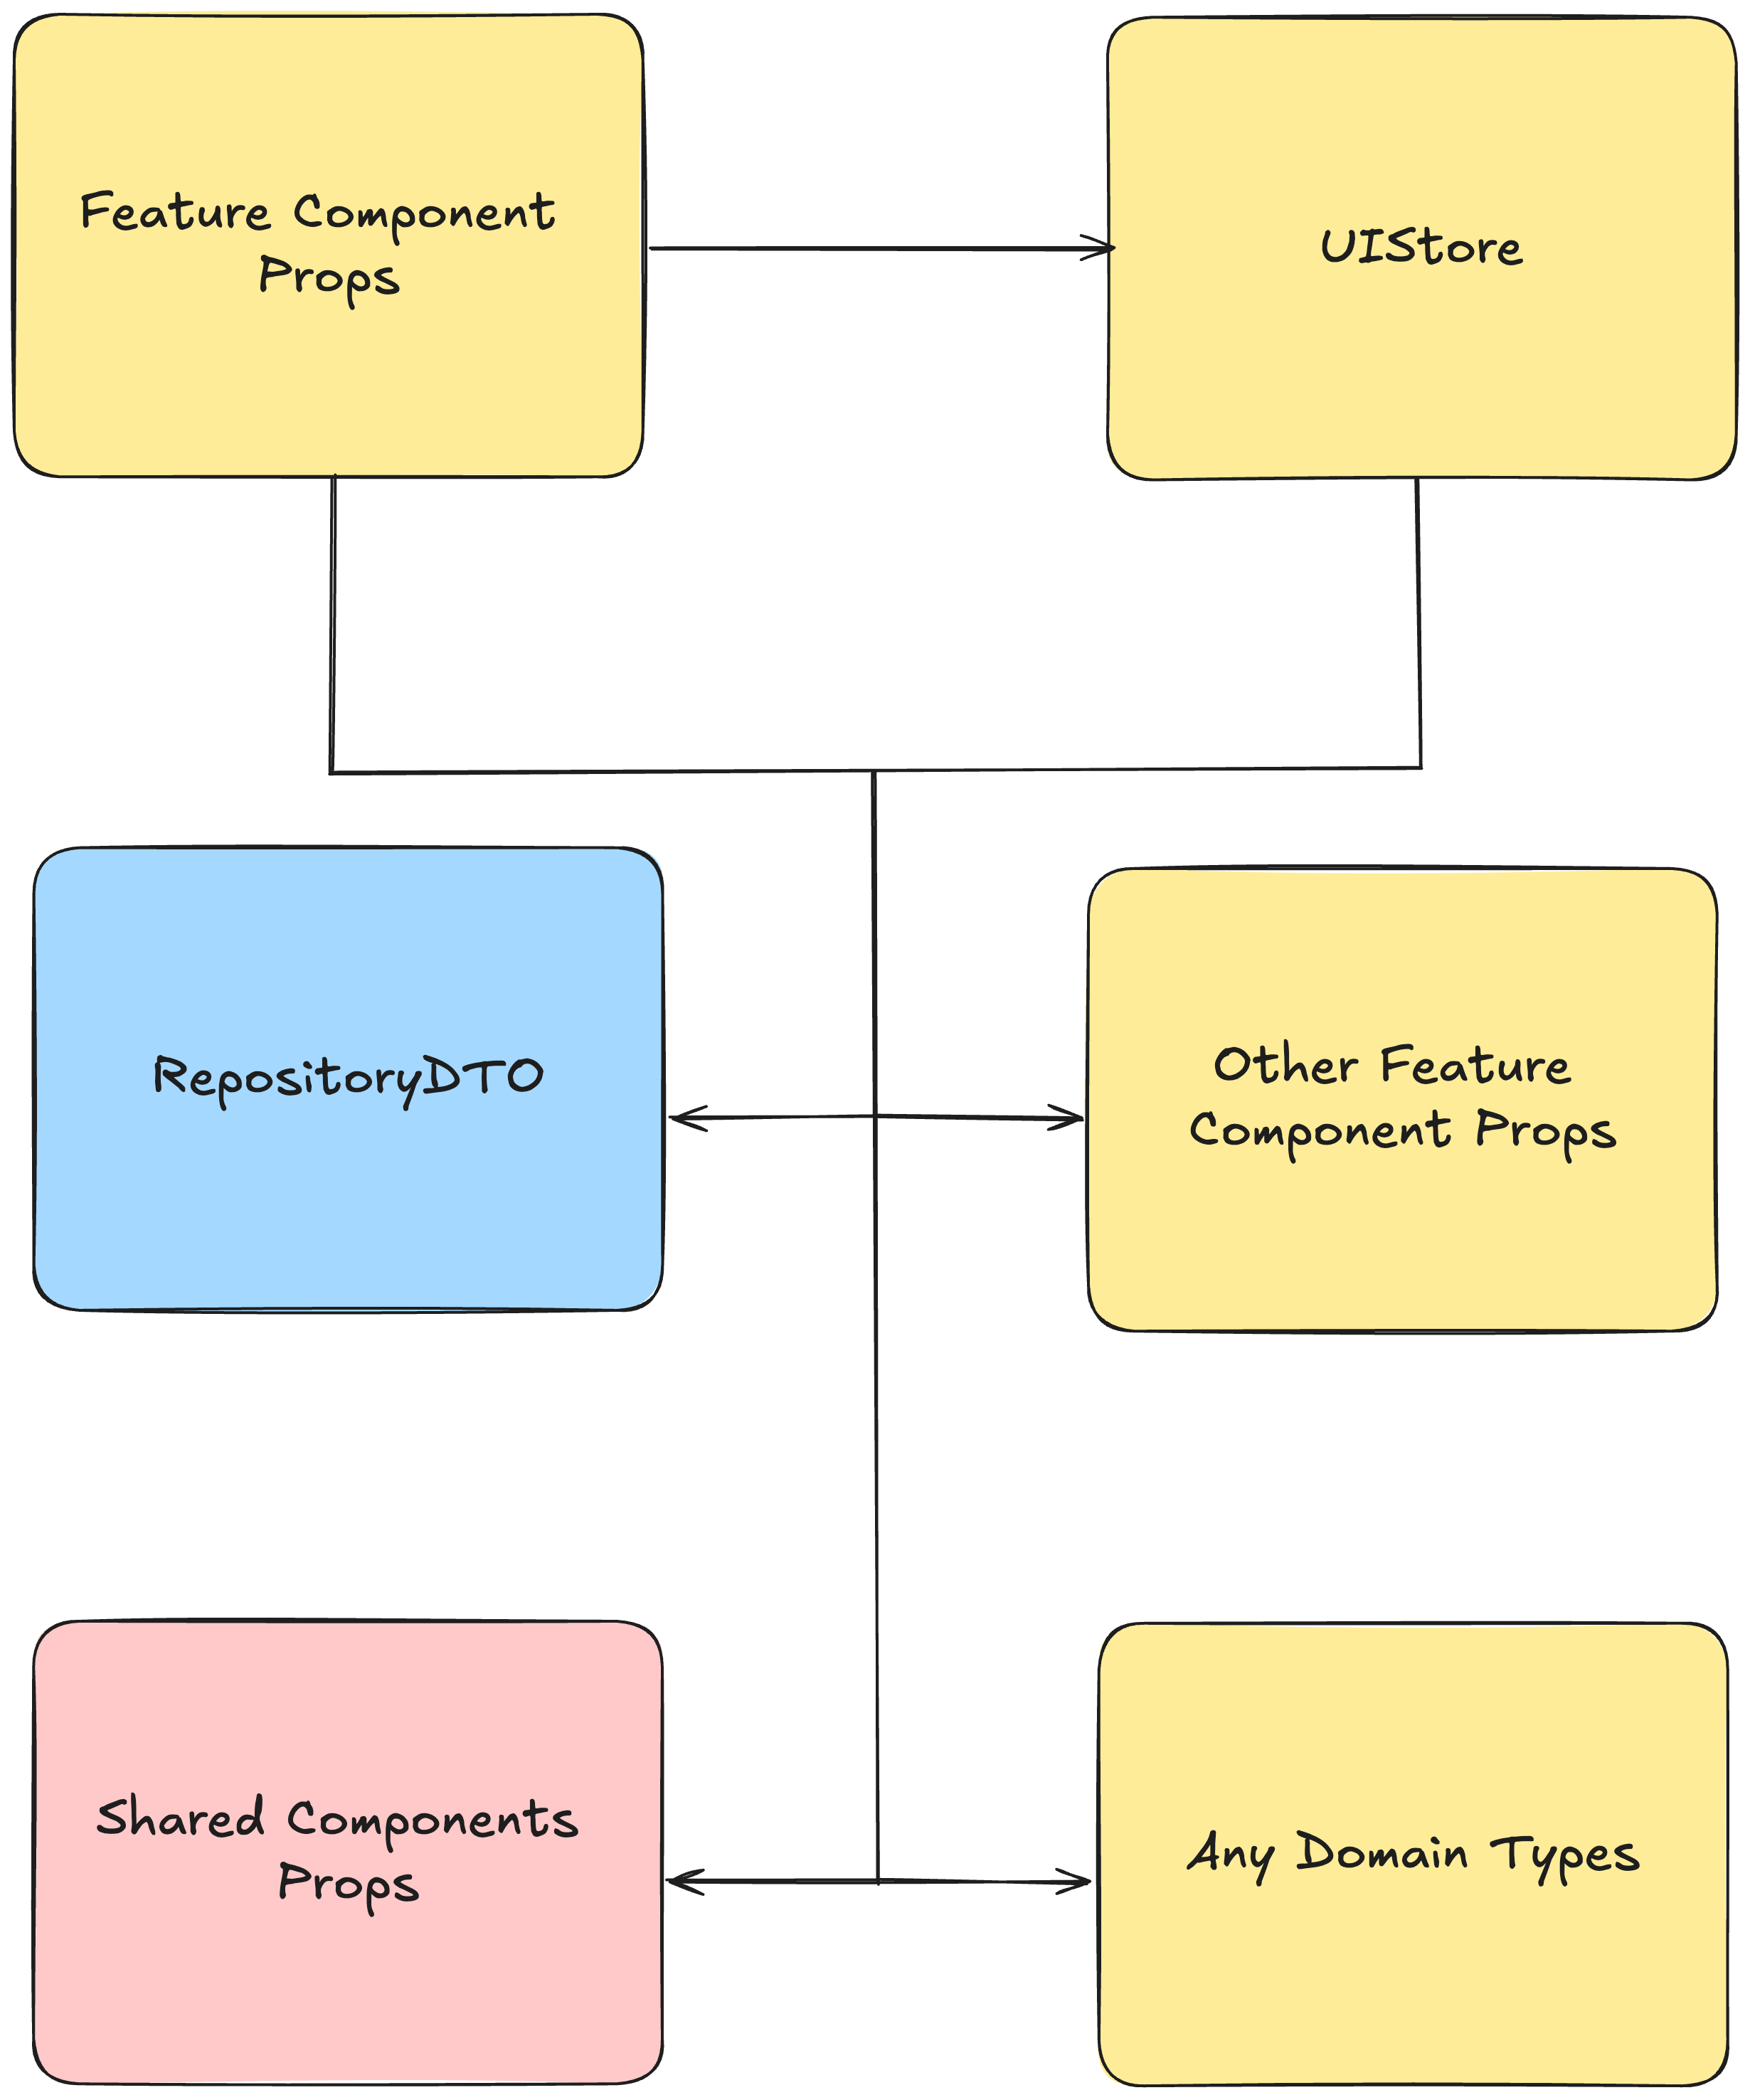 Feature Component
Props
UIStore
RepositoryDTO
Other Feature
Component Props
Shared Components
Props
Any Domain Types